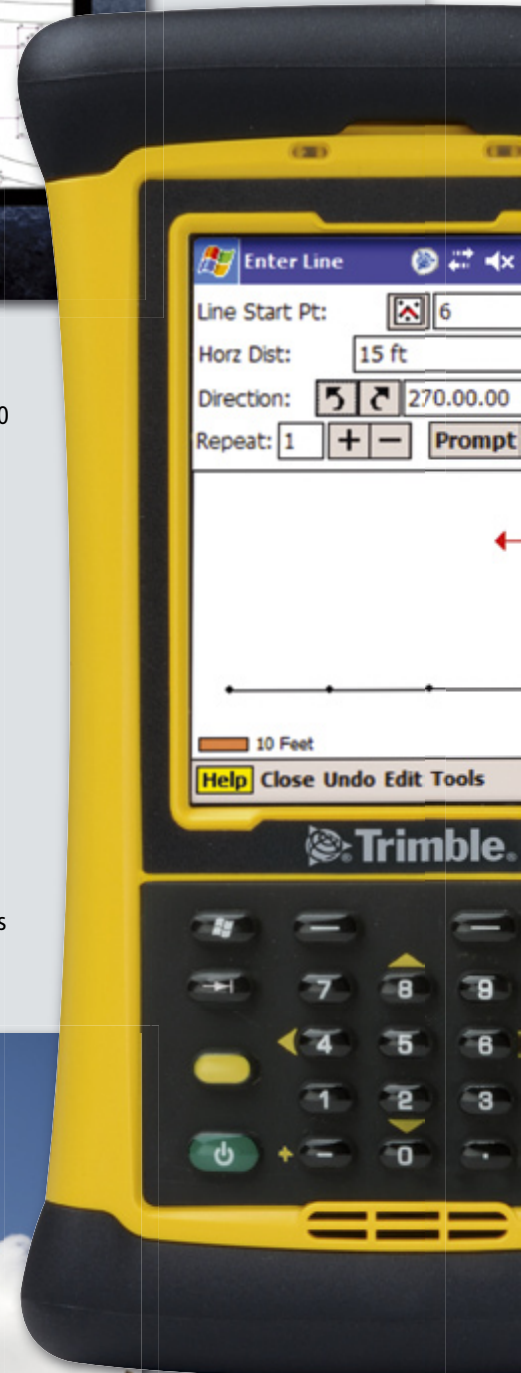 0
Enter Line
Line Start Pt: 6
Horz Dist: 15 ft
Direction: 270.00.00
Repeat: 1 + − Prompt
10 Feet
Help Close Undo Edit Tools
s
Trimble.
7 8 9
4 5 6
1 2 3
+ - 0 .